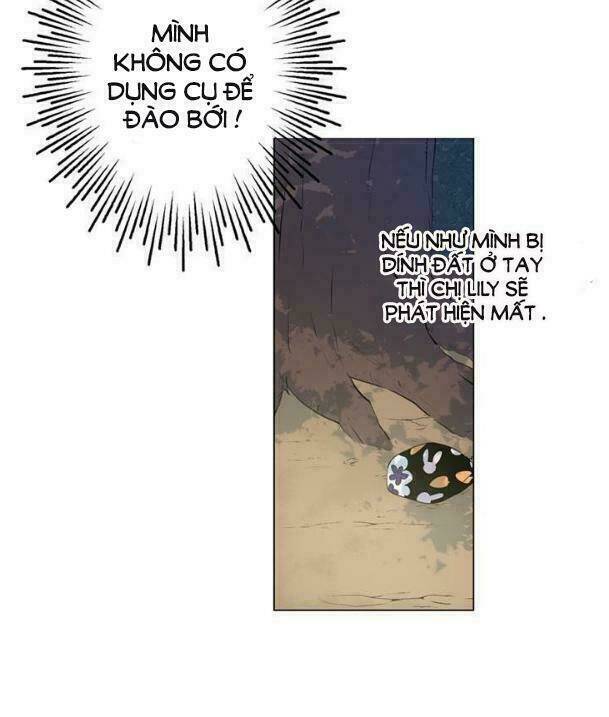 MÌNH
KHÔNG CÓ
DỤNG CỤ ĐỂ
ĐÀO BỚI !
NẾU NHƯ MÌNH BỊ
DÍNH ĐẤT Ở TAY
THÌ CHỊ LILY SẼ
PHÁT HIỆN MẤT .